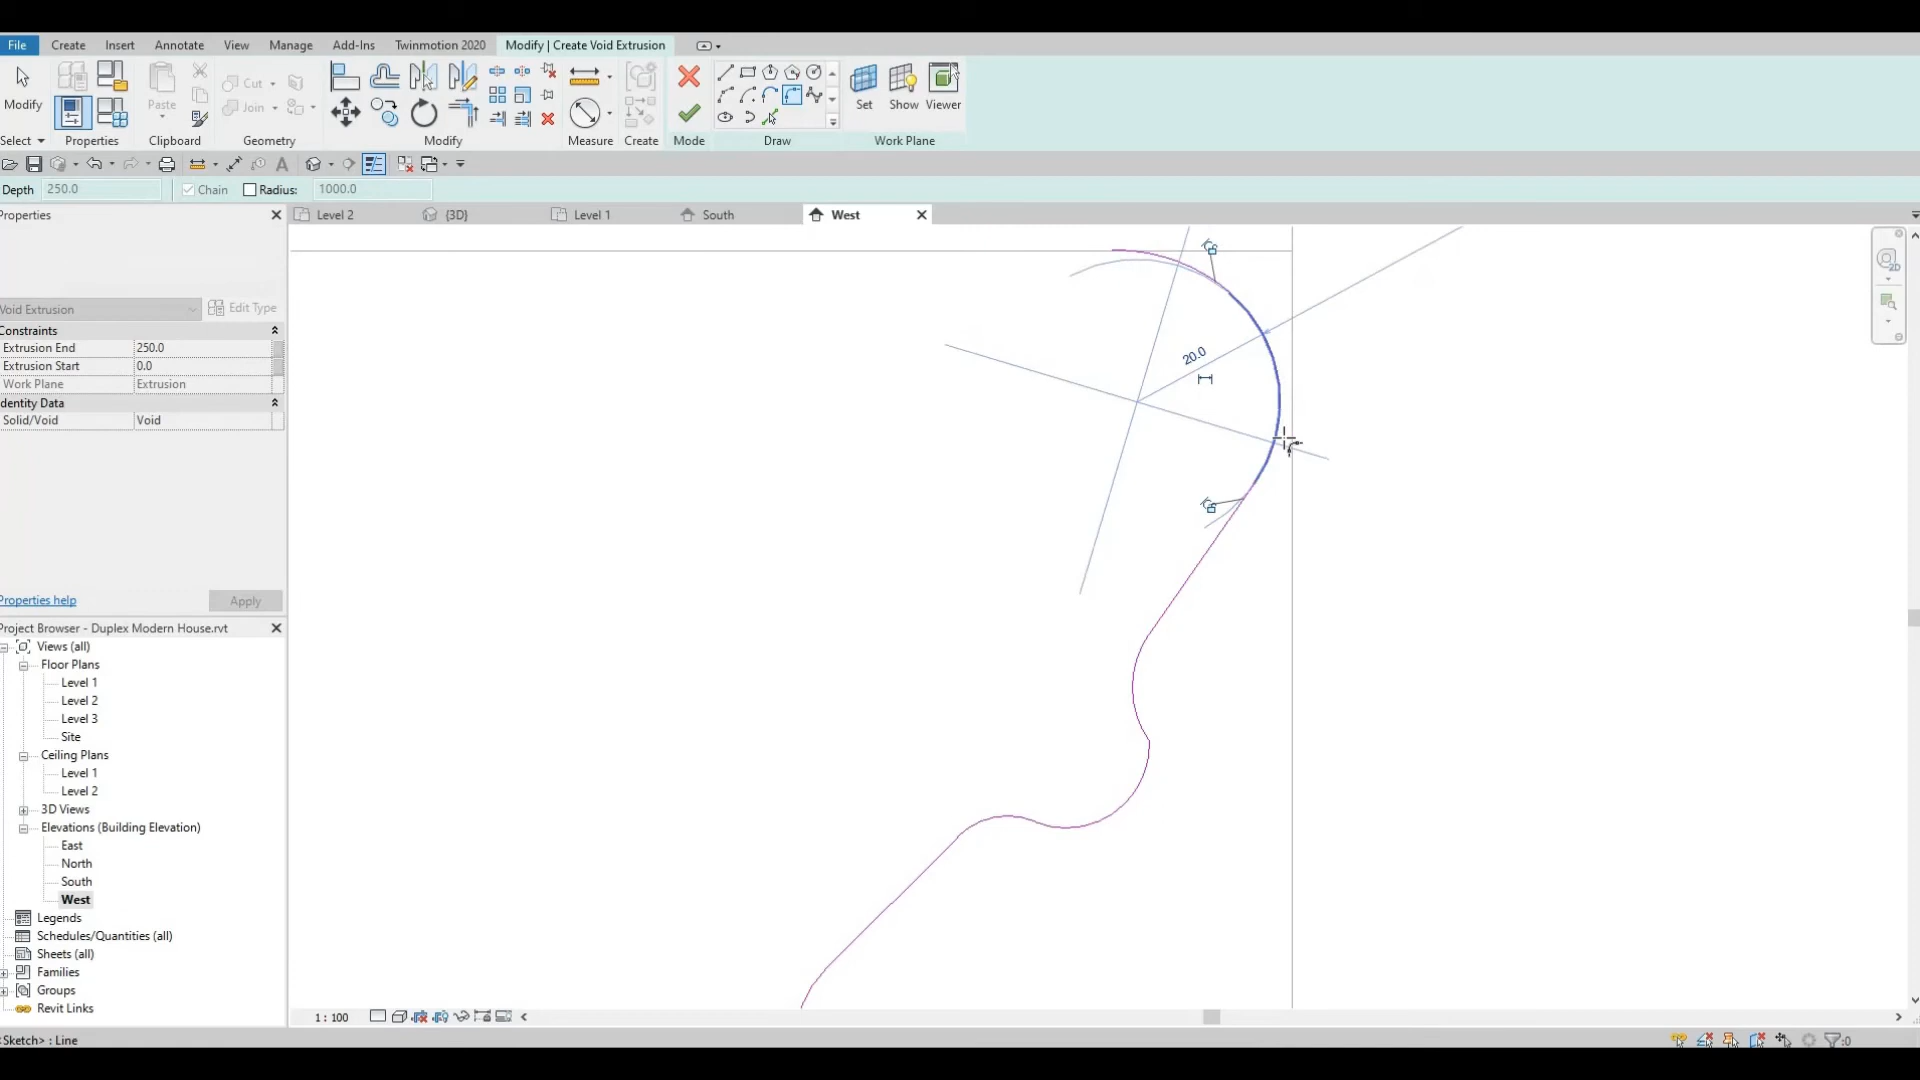 File Create Insert Annotate View Manage Add-Ins Twinmotion 2020 Modify | Create Void Extrusion
Modify Paste Cut Join Set Show Viewer
Select Properties Clipboard Geometry Modify Measure Create Mode Draw Work Plane
Depth 250.0 Chain Radius: 1000.0
Properties
Level 2 {3D} Level 1 South West
Void Extrusion Edit Type
Constraints
Extrusion End 250.0
Extrusion Start 0.0
Work Plane Extrusion
Identity Data
Solid/Void Void
20.0
2D
Properties help Apply
Project Browser - Duplex Modern House.rvt
Views (all)
Floor Plans
Level 1
Level 2
Level 3
Site
Ceiling Plans
Level 1
Level 2
3D Views
Elevations (Building Elevation)
East
North
South
West
Legends
Schedules/Quantities (all)
Sheets (all)
Families
Groups
Revit Links
1 : 100
<Sketch> : Line
:0